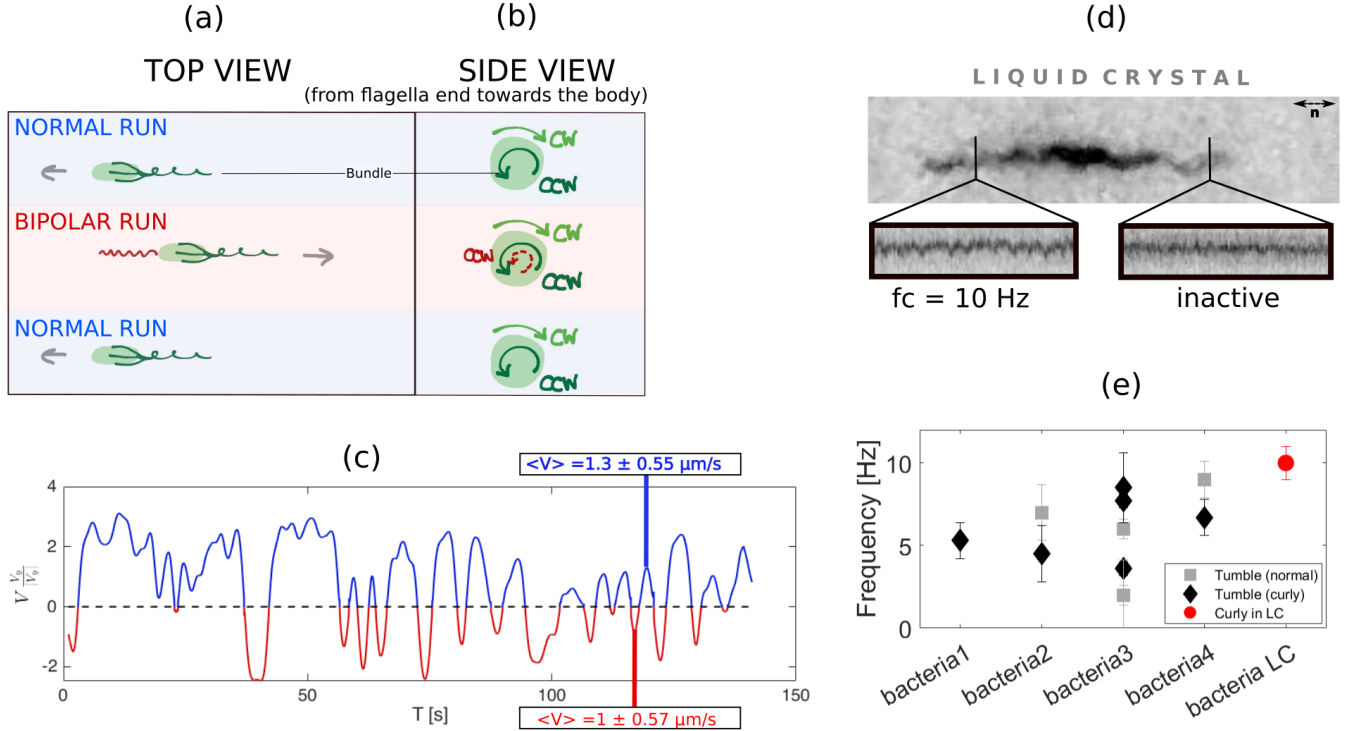 (a)
(b)
TOP VIEW
SIDE VIEW
(from flagella end towards the body)
NORMAL RUN
Bundle
CW
CCW
BIPOLAR RUN
CW
CCW
CCW
NORMAL RUN
CW
CCW
(c)
<V> =1.3 ± 0.55 µm/s
4
2
0
-2
V Vy/|Vy|
0
50
100
150
T [s]
<V> =1 ± 0.57 µm/s
(d)
LIQUID CRYSTAL
n
fc = 10 Hz
inactive
(e)
Frequency [Hz]
10
5
0
Tumble (normal)
Tumble (curly)
Curly in LC
bacteria1
bacteria2
bacteria3
bacteria4
bacteria LC